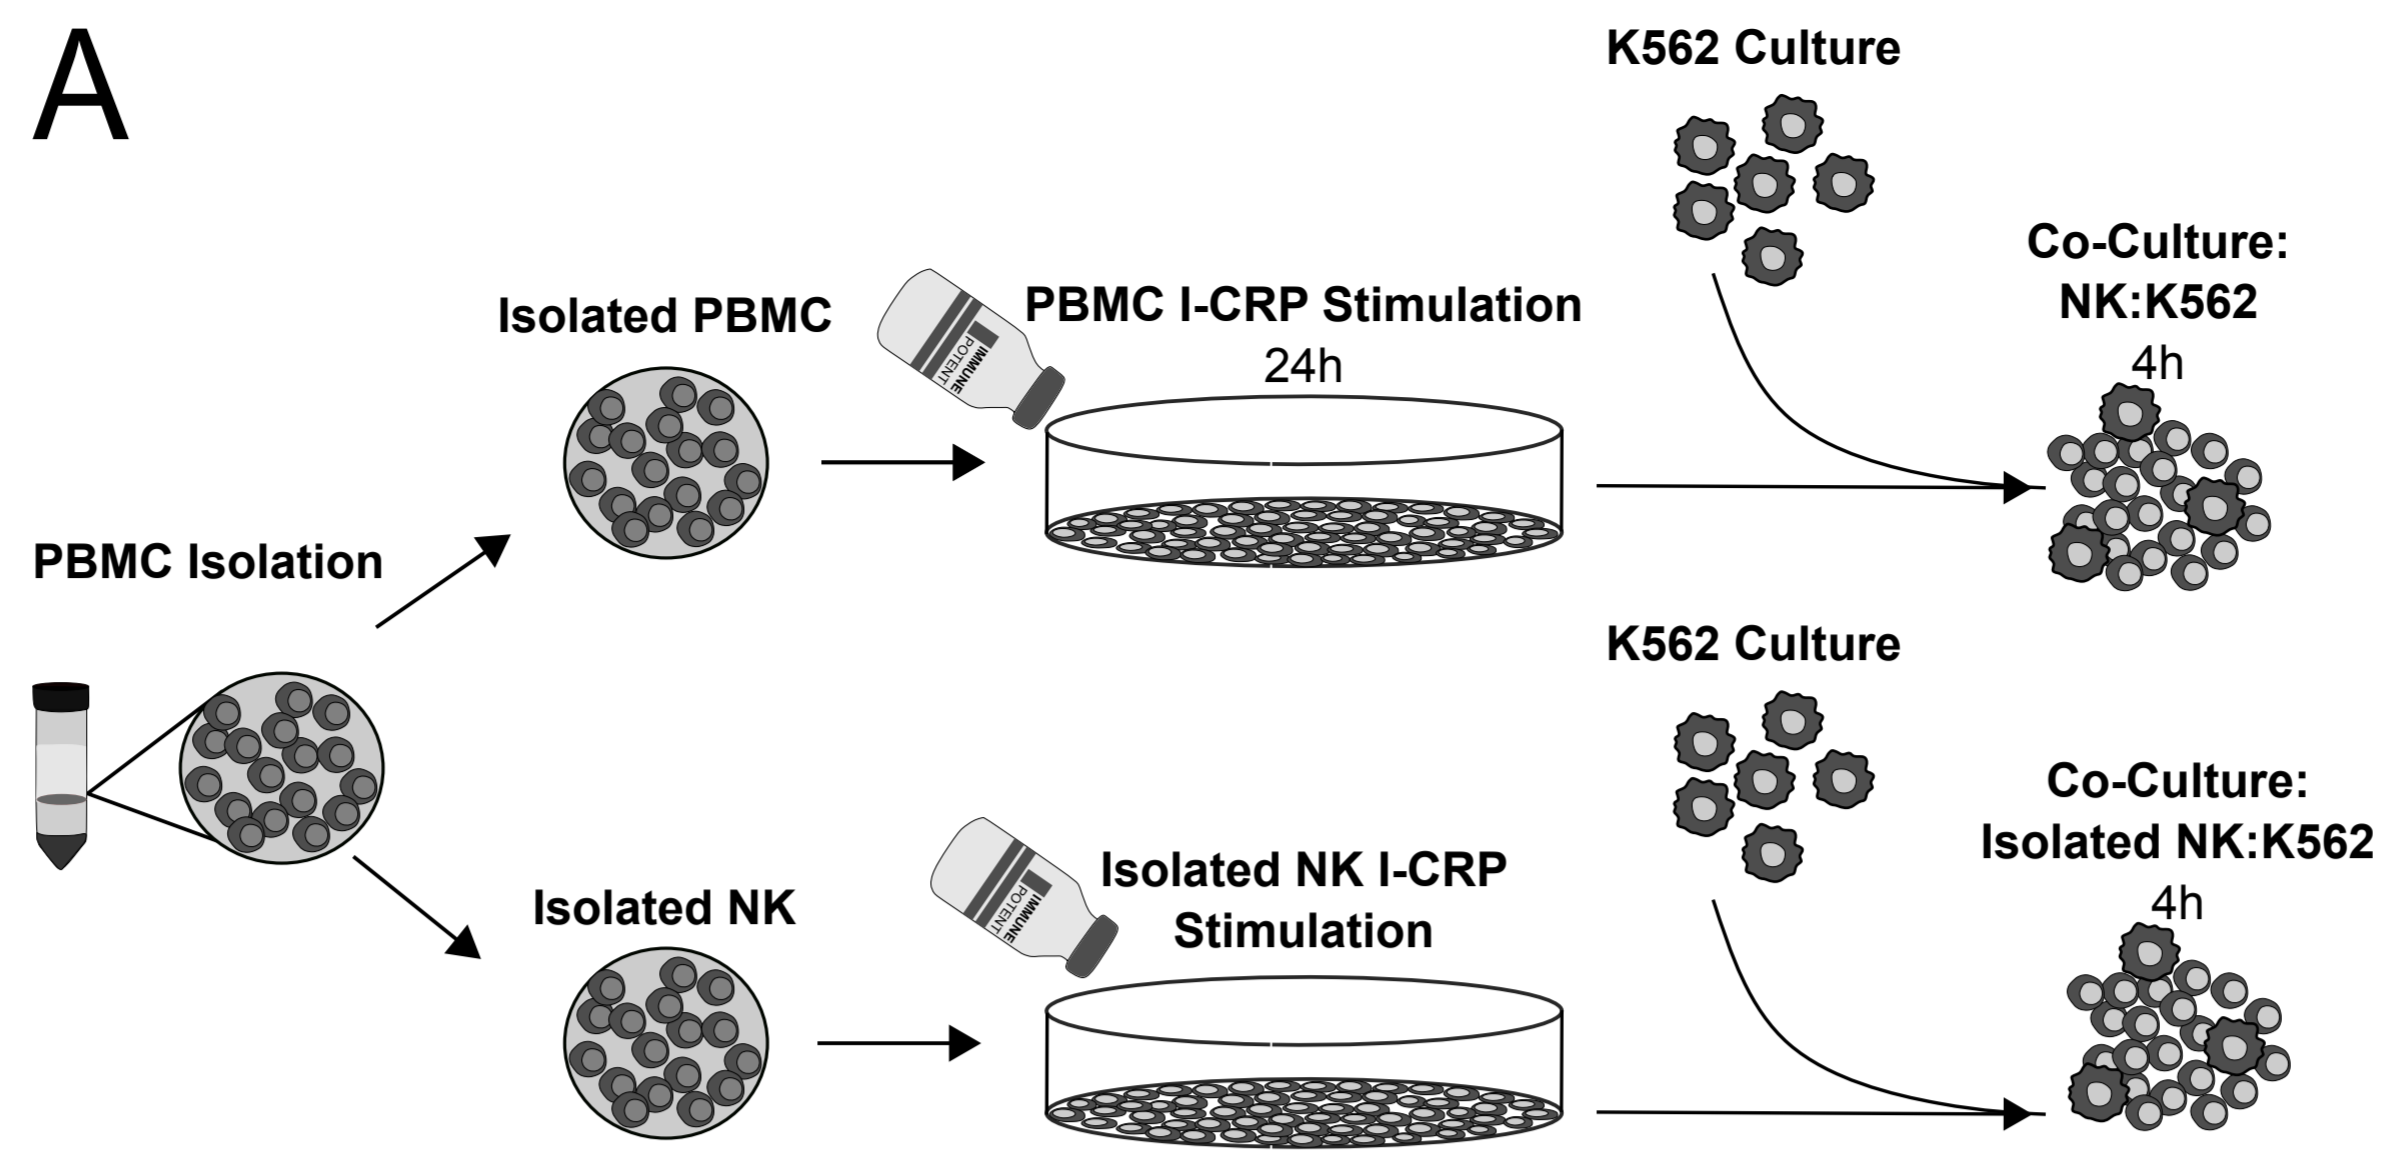 A
K562 Culture
Co-Culture:
NK:K562
4h
Isolated PBMC
PBMC I-CRP Stimulation
24h
IMMUNE
POTENT
PBMC Isolation
K562 Culture
Co-Culture:
Isolated NK:K562
4h
Isolated NK
Isolated NK I-CRP
Stimulation
IMMUNE
POTENT